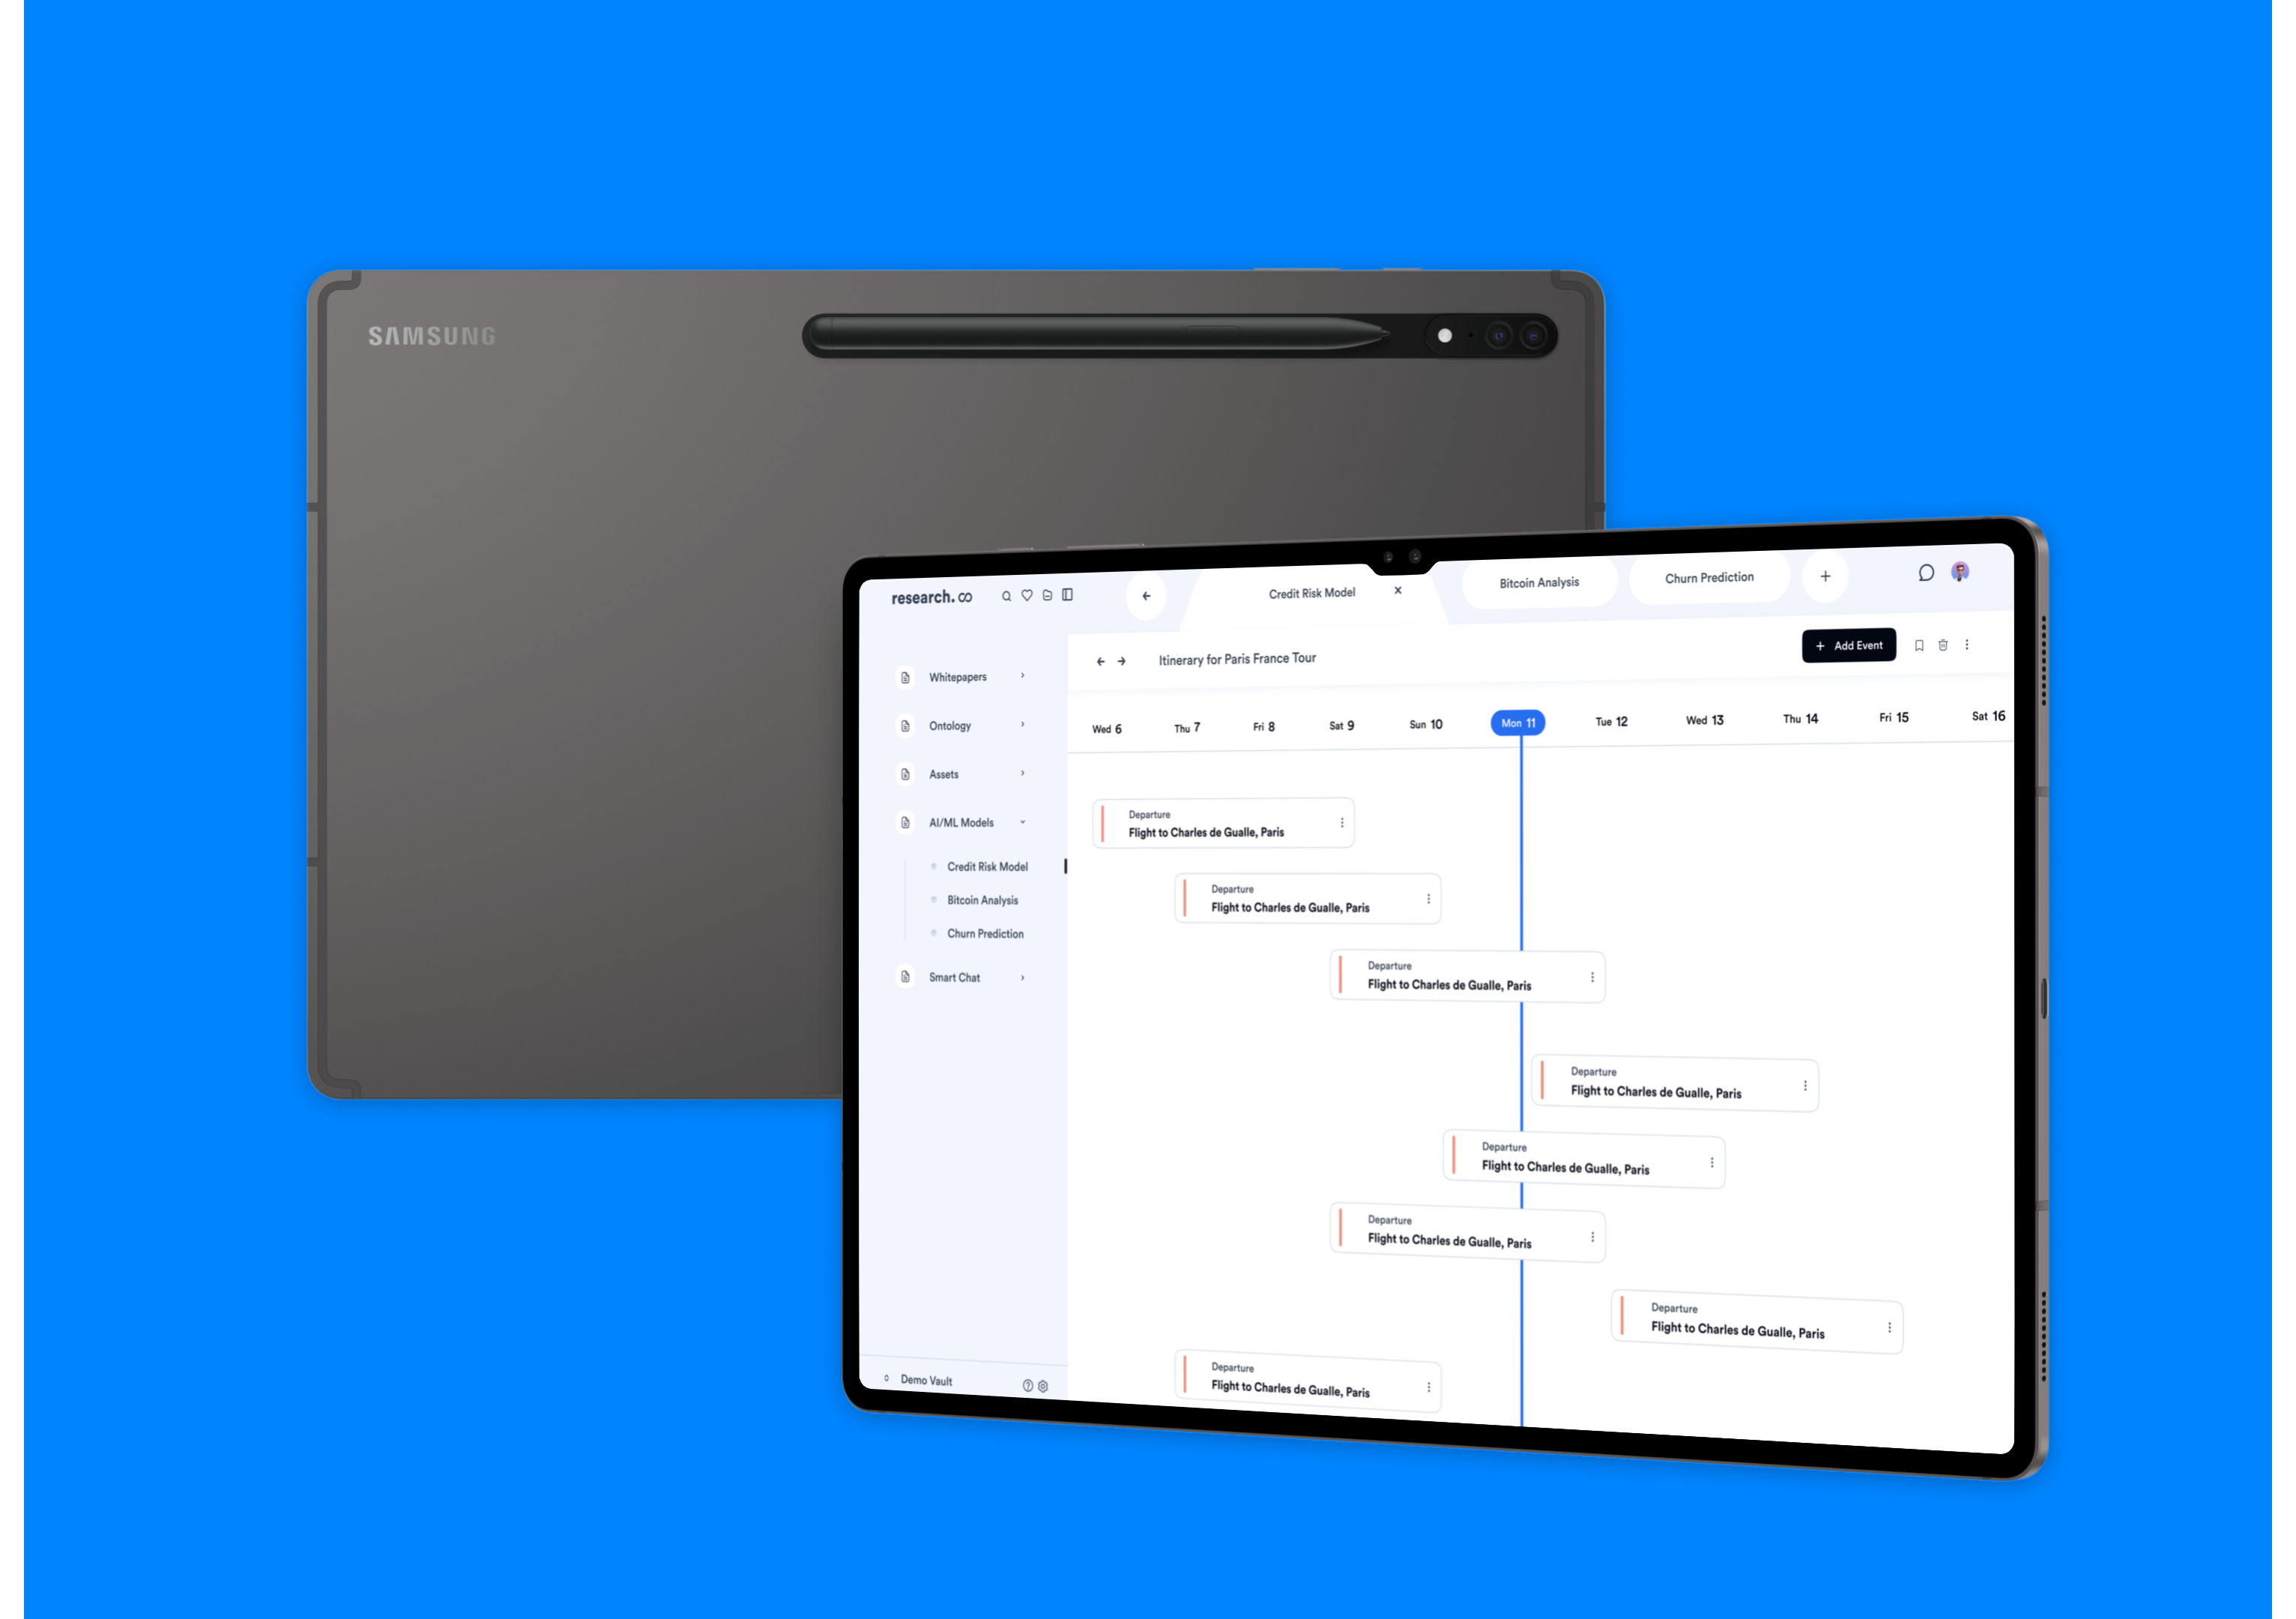 SAMSUNG
research.
Credit Risk Model
Bitcoin Analysis
Churn Prediction
Itinerary for Paris France Tour
Add Event
Whitepapers
Ontology
Assets
AI/ML Models
Credit Risk Model
Bitcoin Analysis
Churn Prediction
Smart Chat
Demo Vault
Wed 6
Thu 7
Fri 8
Sat 9
Sun 10
Mon 11
Tue 12
Wed 13
Thu 14
Fri 15
Sat 16
Departure
Flight to Charles de Gualle, Paris
Departure
Flight to Charles de Gualle, Paris
Departure
Flight to Charles de Gualle, Paris
Departure
Flight to Charles de Gualle, Paris
Departure
Flight to Charles de Gualle, Paris
Departure
Flight to Charles de Gualle, Paris
Departure
Flight to Charles de Gualle, Paris
Departure
Flight to Charles de Gualle, Paris